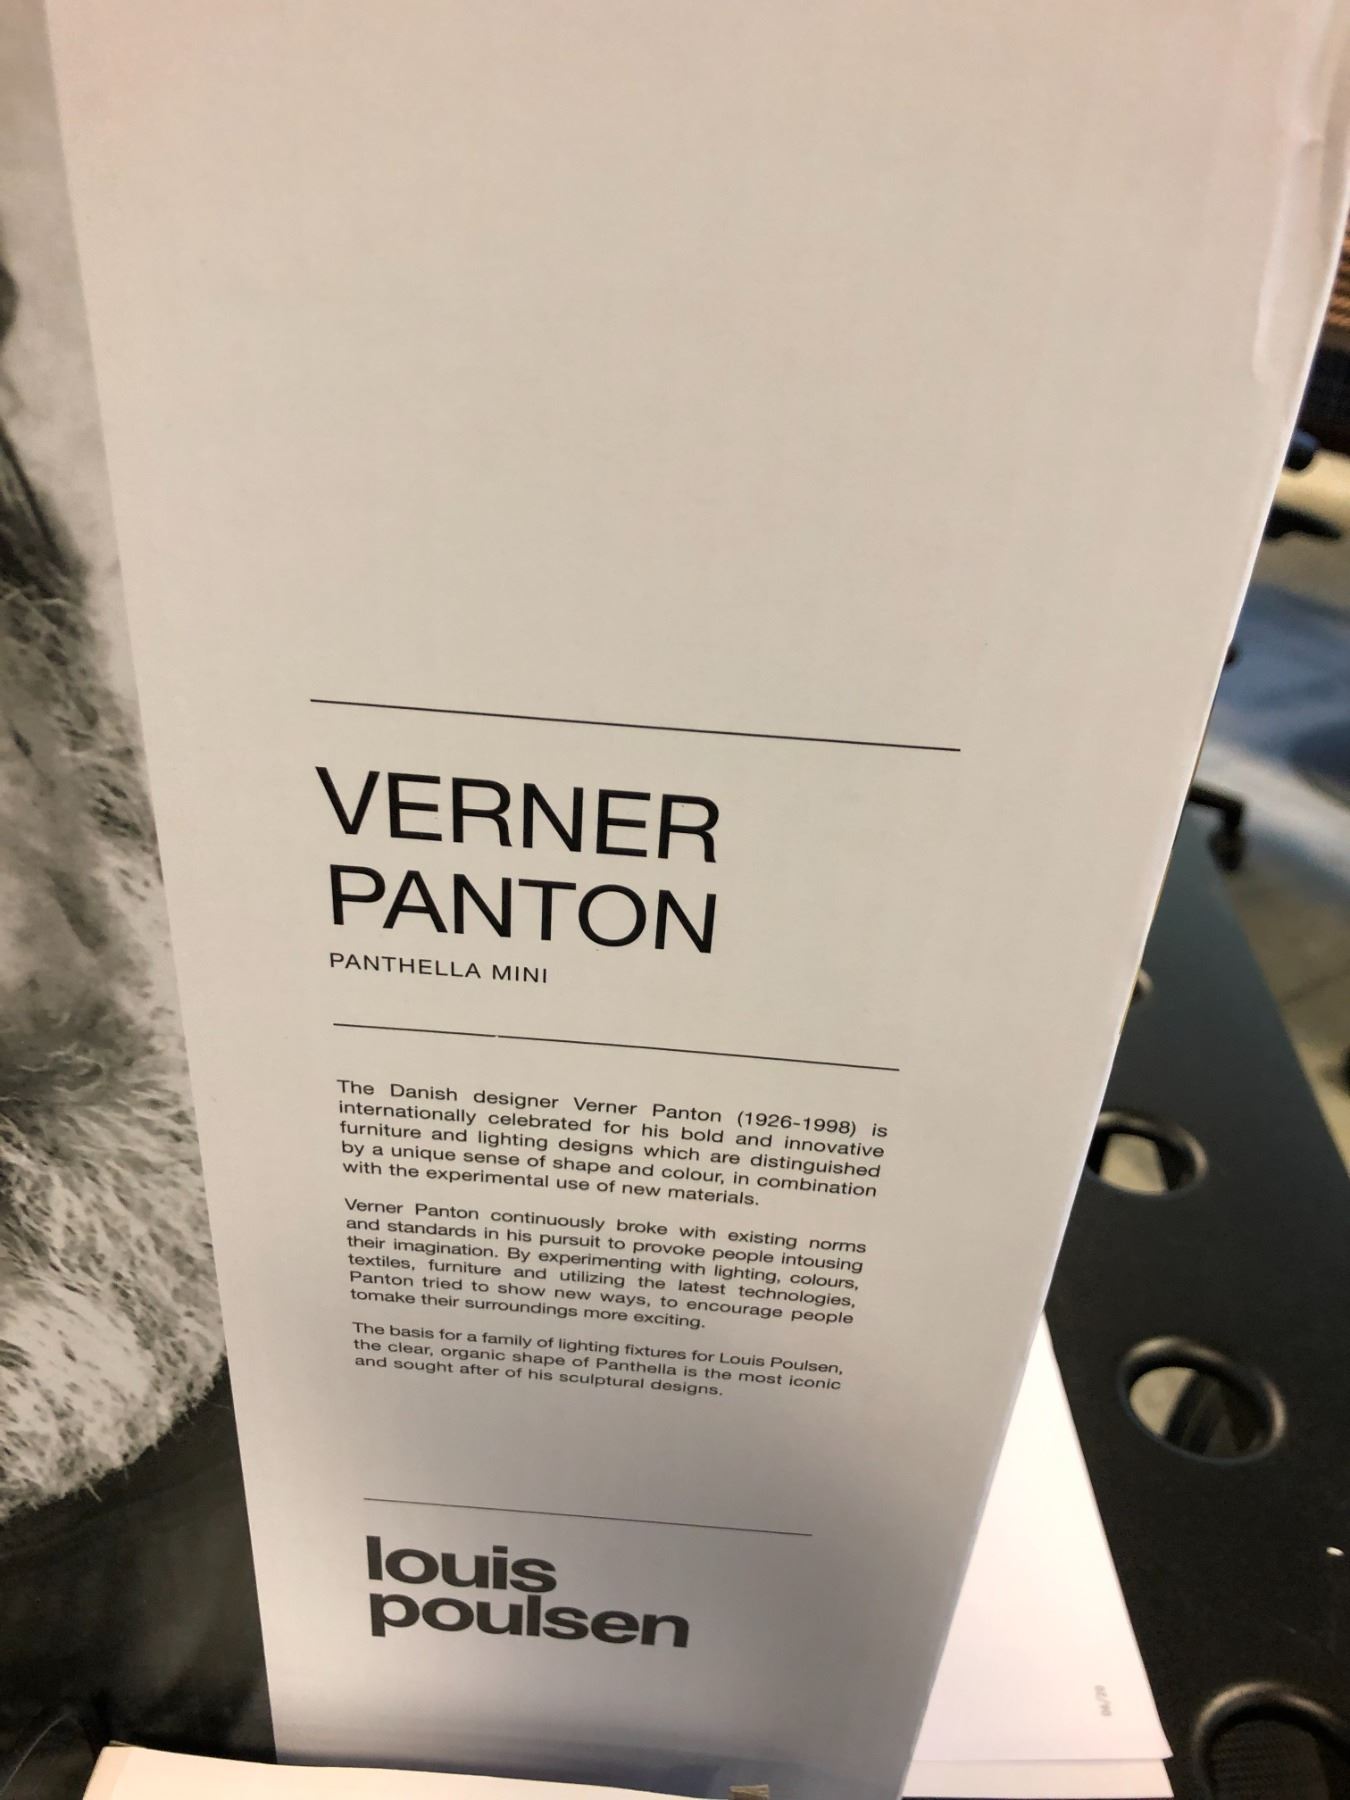 VERNER
PANTON
PANTHELLA MINI
The Danish designer Verner Panton (1926-1998) is
internationally celebrated for his bold and innovative
furniture and lighting designs which are distinguished
by a unique sense of shape and colour, in combination
with the experimental use of new materials.
Verner Panton continuously broke with existing norms
and standards in his pursuit to provoke people intousing
their imagination. By experimenting with lighting, colours,
textiles, furniture and utilizing the latest technologies,
Panton tried to show new ways, to encourage people
tomake their surroundings more exciting.
The basis for a family of lighting fixtures for Louis Poulsen,
the clear, organic shape of Panthella is the most iconic
and sought after of his sculptural designs.
louis
poulsen
06/20